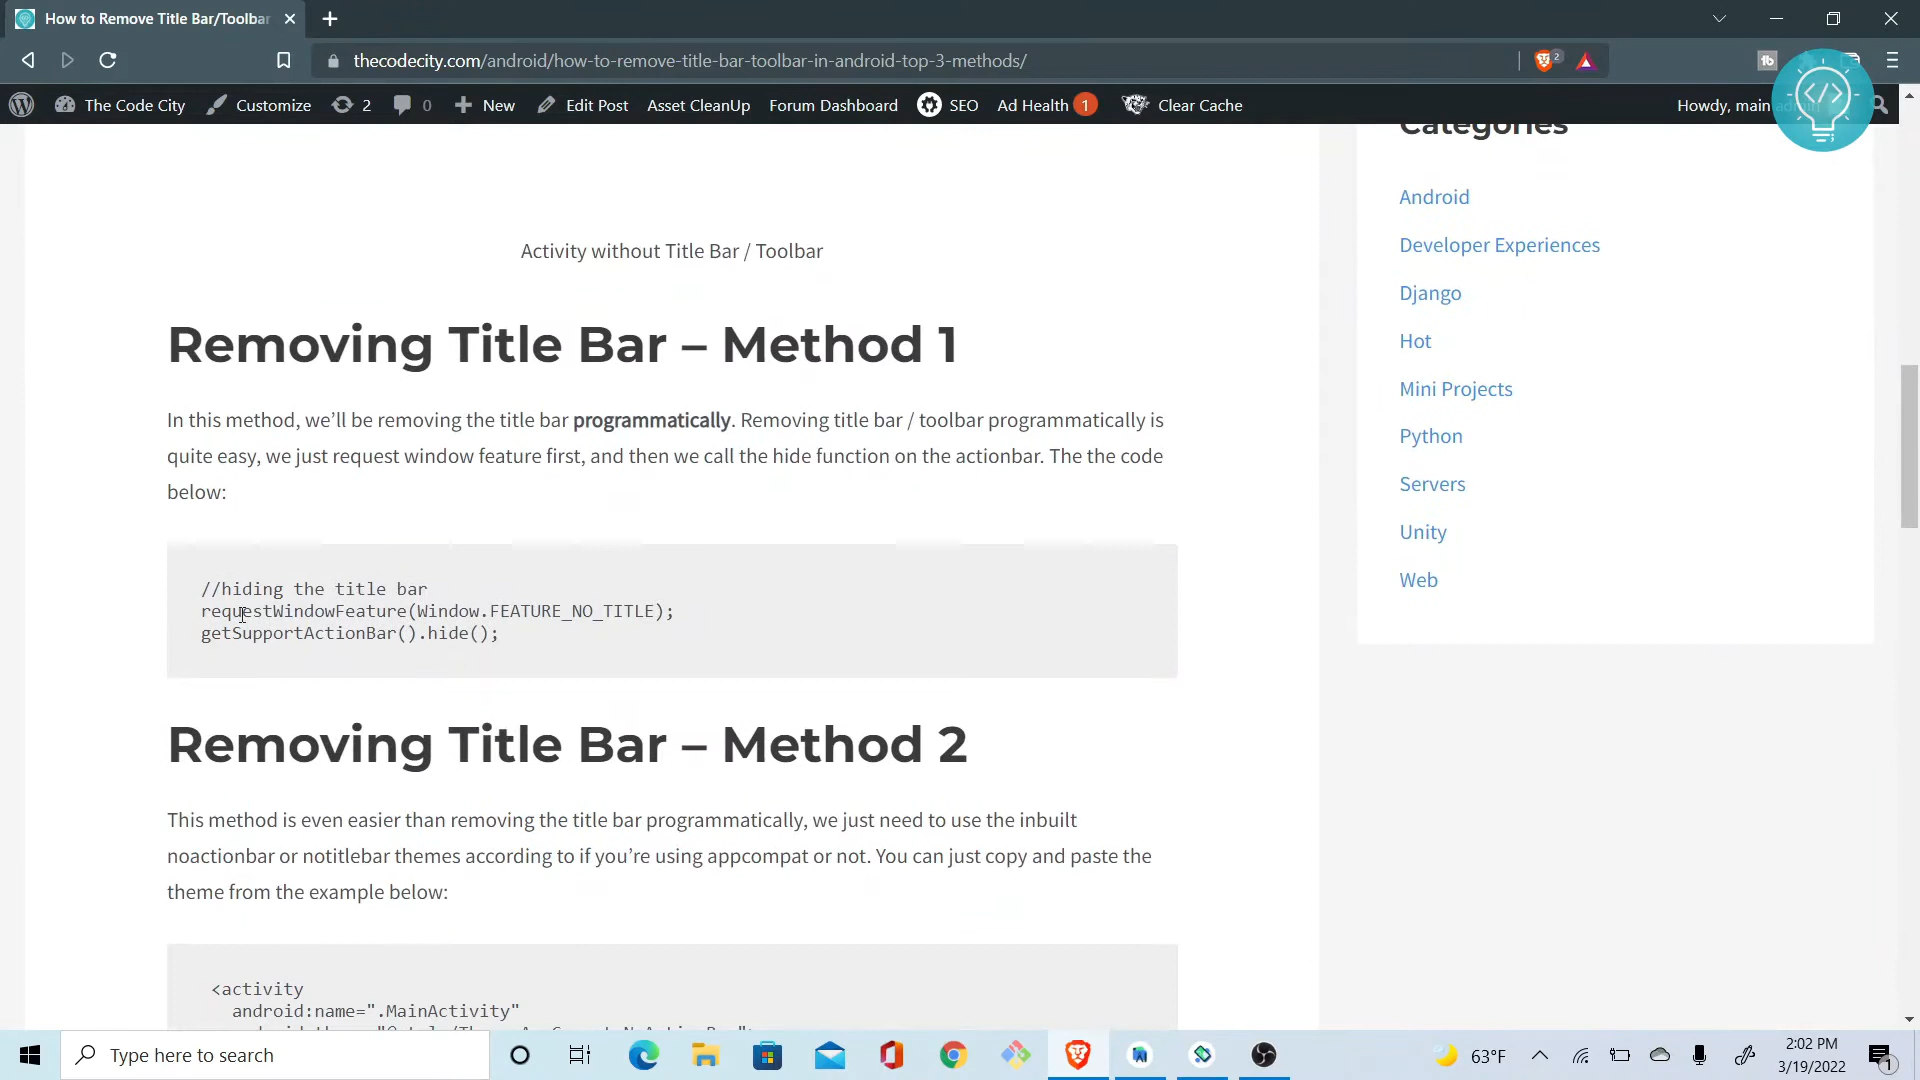 How to Remove Title Bar/Toolba
thecodecity.com/android/how-to-remove-title-bar-toolbar-in-android-top-3-methods/
2
tb
The Code City
Customize
2
0
New
Edit Post
Asset CleanUp
Forum Dashboard
SEO
Ad Health 1
Clear Cache
Howdy, main admin
Categories
Activity without Title Bar / Toolbar
Removing Title Bar – Method 1
In this method, we’ll be removing the title bar programmatically. Removing title bar / toolbar programmatically is
quite easy, we just request window feature first, and then we call the hide function on the actionbar. The the code
below:
//hiding the title bar
requestWindowFeature(Window.FEATURE_NO_TITLE);
getSupportActionBar().hide();
Removing Title Bar – Method 2
This method is even easier than removing the title bar programmatically, we just need to use the inbuilt
noactionbar or notitlebar themes according to if you’re using appcompat or not. You can just copy and paste the
theme from the example below:
<activity
android:name=".MainActivity"
Android
Developer Experiences
Django
Hot
Mini Projects
Python
Servers
Unity
Web
Type here to search
63°F
2:02 PM
3/19/2022
1